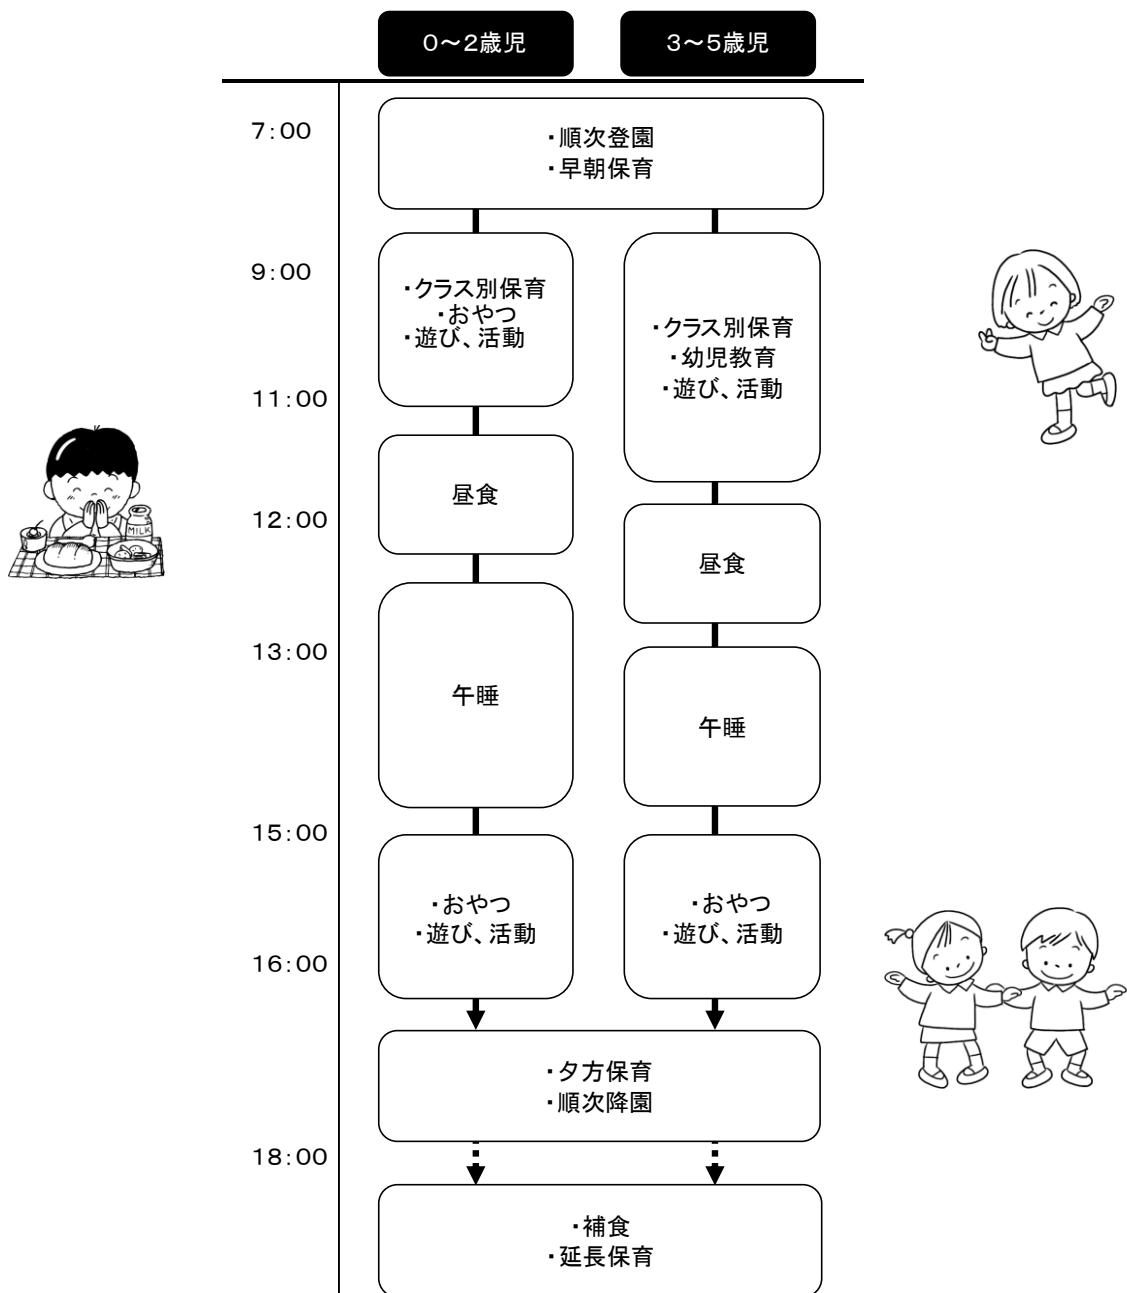 0～2歳児
3～5歳児
7:00
・順次登園
・早朝保育
9:00
・クラス別保育
・おやつ
・遊び、活動
・クラス別保育
・幼児教育
・遊び、活動
11:00
昼食
12:00
昼食
MILK
13:00
午睡
午睡
15:00
・おやつ
・遊び、活動
・おやつ
・遊び、活動
16:00
・夕方保育
・順次降園
18:00
・補食
・延長保育